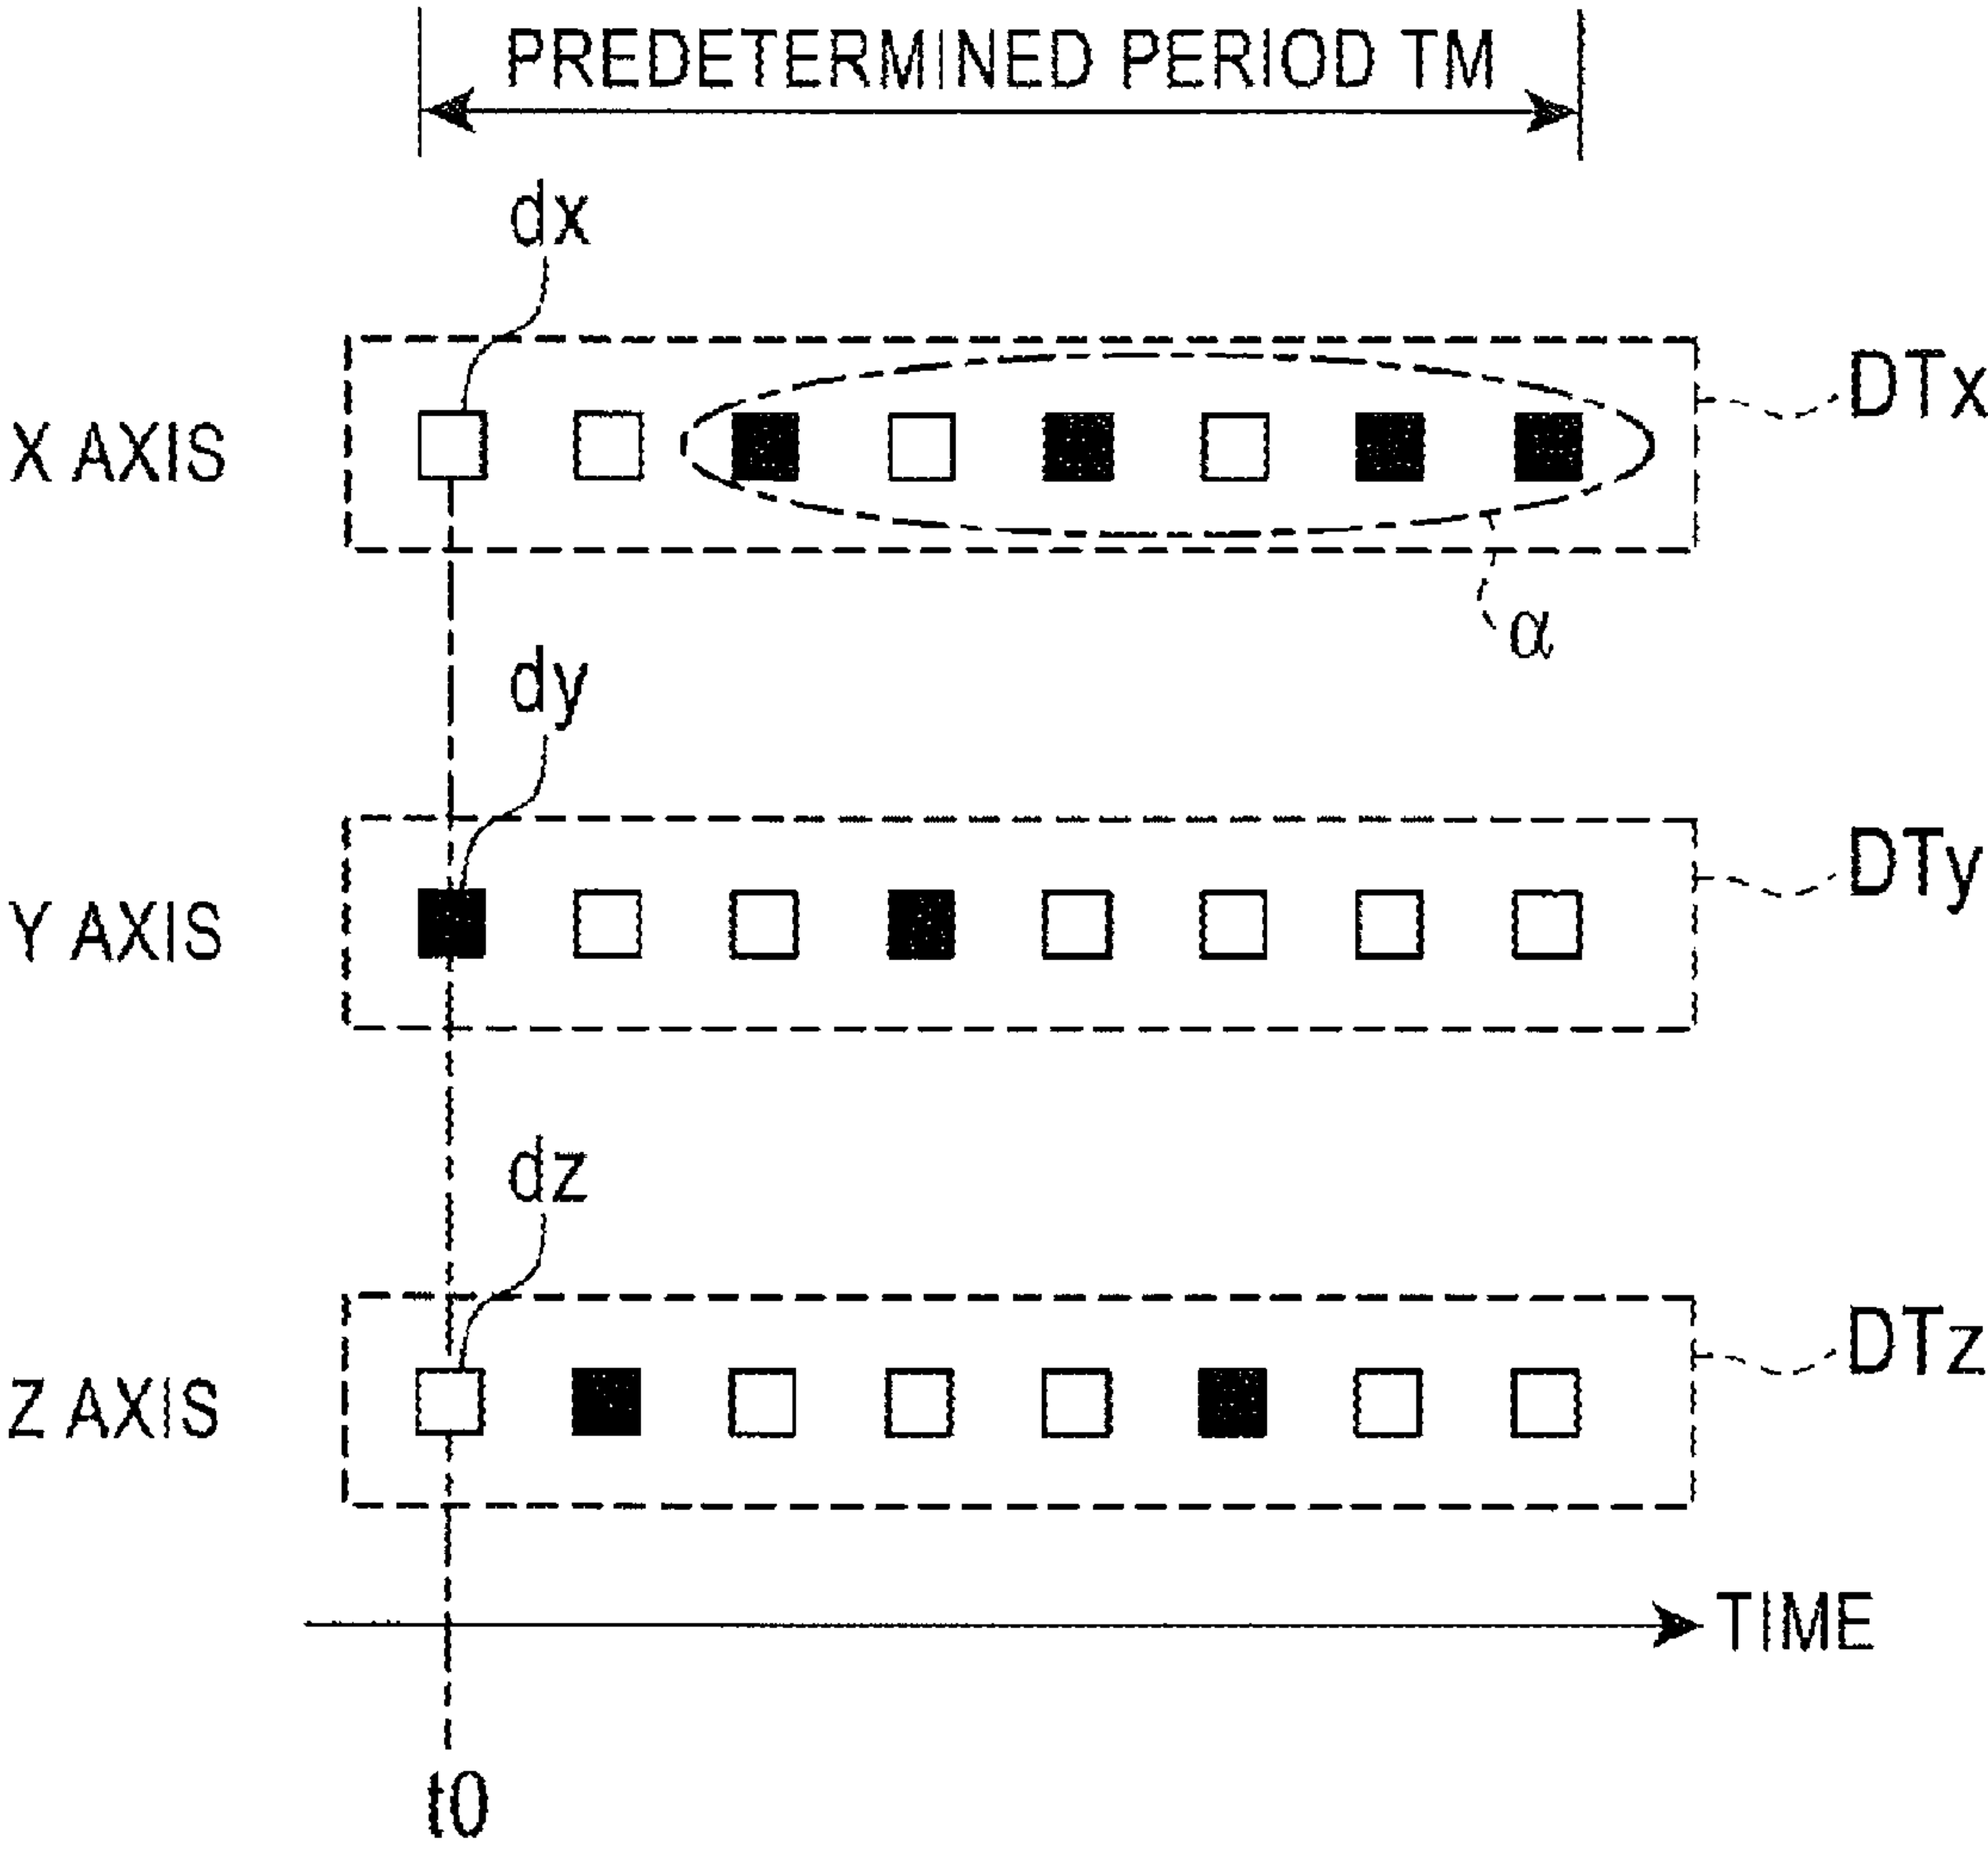 PREDETERMINED PERIOD TM
dx
DTx
X AXIS
α
dy
DTy
Y AXIS
dz
DTz
Z AXIS
TIME
t0